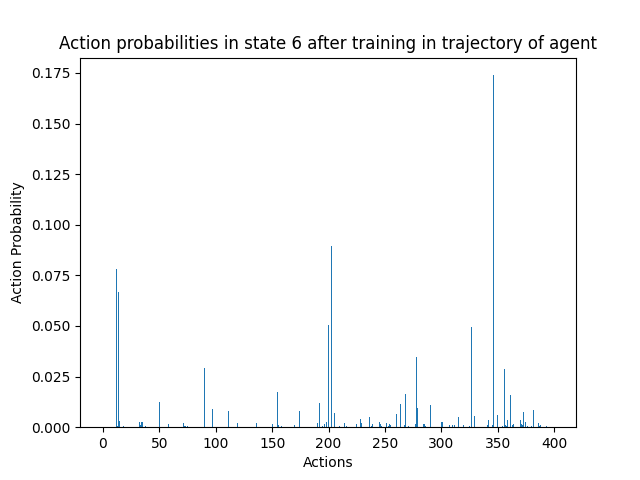 Action probabilities in state 6 after training in trajectory of agent
0.175
0.150
0.125
0.100
0.075
0.050
0.025
0.000
Action Probability
0 50 100 150 200 250 300 350 400
Actions